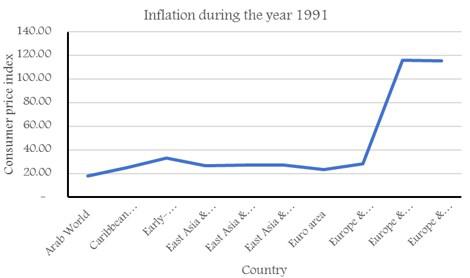 Inflation during the year 1991
140.00
120.00
100.00
80.00
60.00
40.00
20.00
-
Consumer price index
Arab World
Caribbean...
Early-...
East Asia &...
East Asia &...
East Asia &...
Euro area
Europe &...
Europe &...
Europe &...
Country